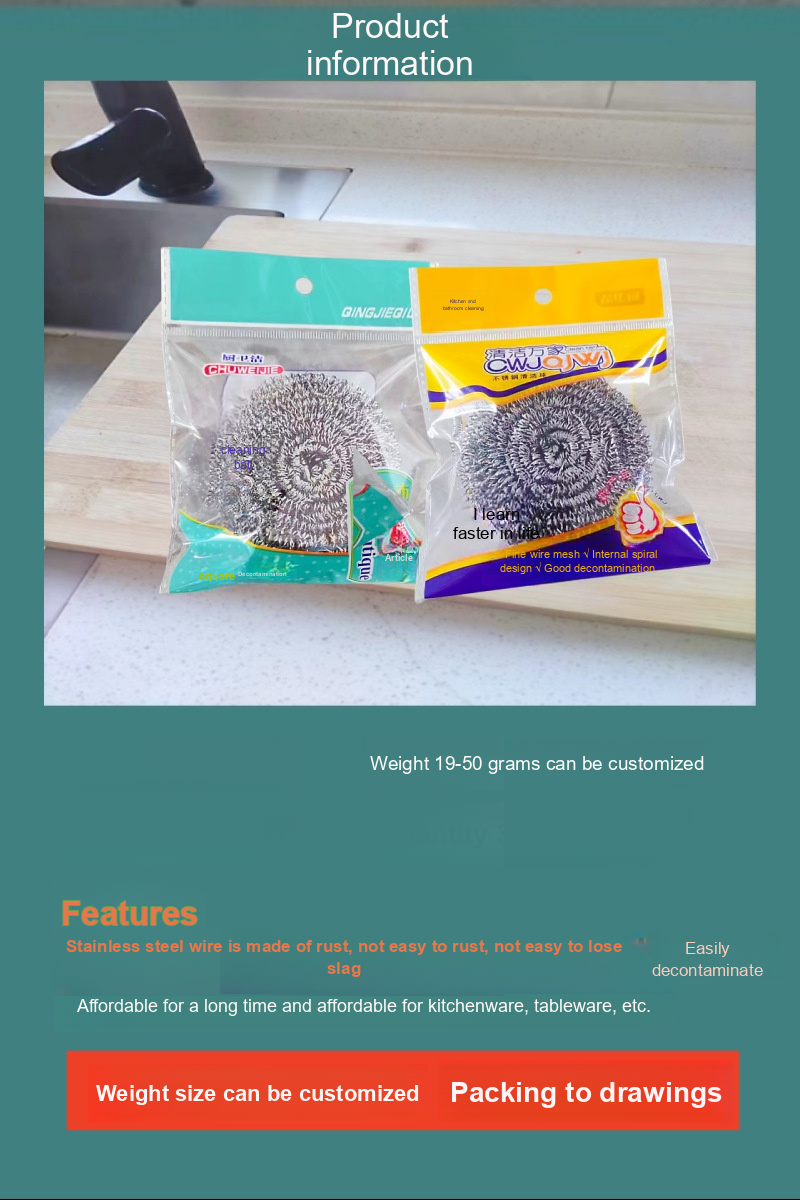 Product
information
Kitchen and
bathroom cleaning
厨卫洁
CHUWEIJIE
清洁万家
CWJQJWJ
不锈钢清洁球
cleaning
ball
I learn
faster in life
Fine wire mesh √ Internal spiral
design √ Good decontamination
Article
Decontamination
Weight 19-50 grams can be customized
Features
Stainless steel wire is made of rust, not easy to rust, not easy to lose
slag
Easily
decontaminate
Affordable for a long time and affordable for kitchenware, tableware, etc.
Weight size can be customized
Packing to drawings